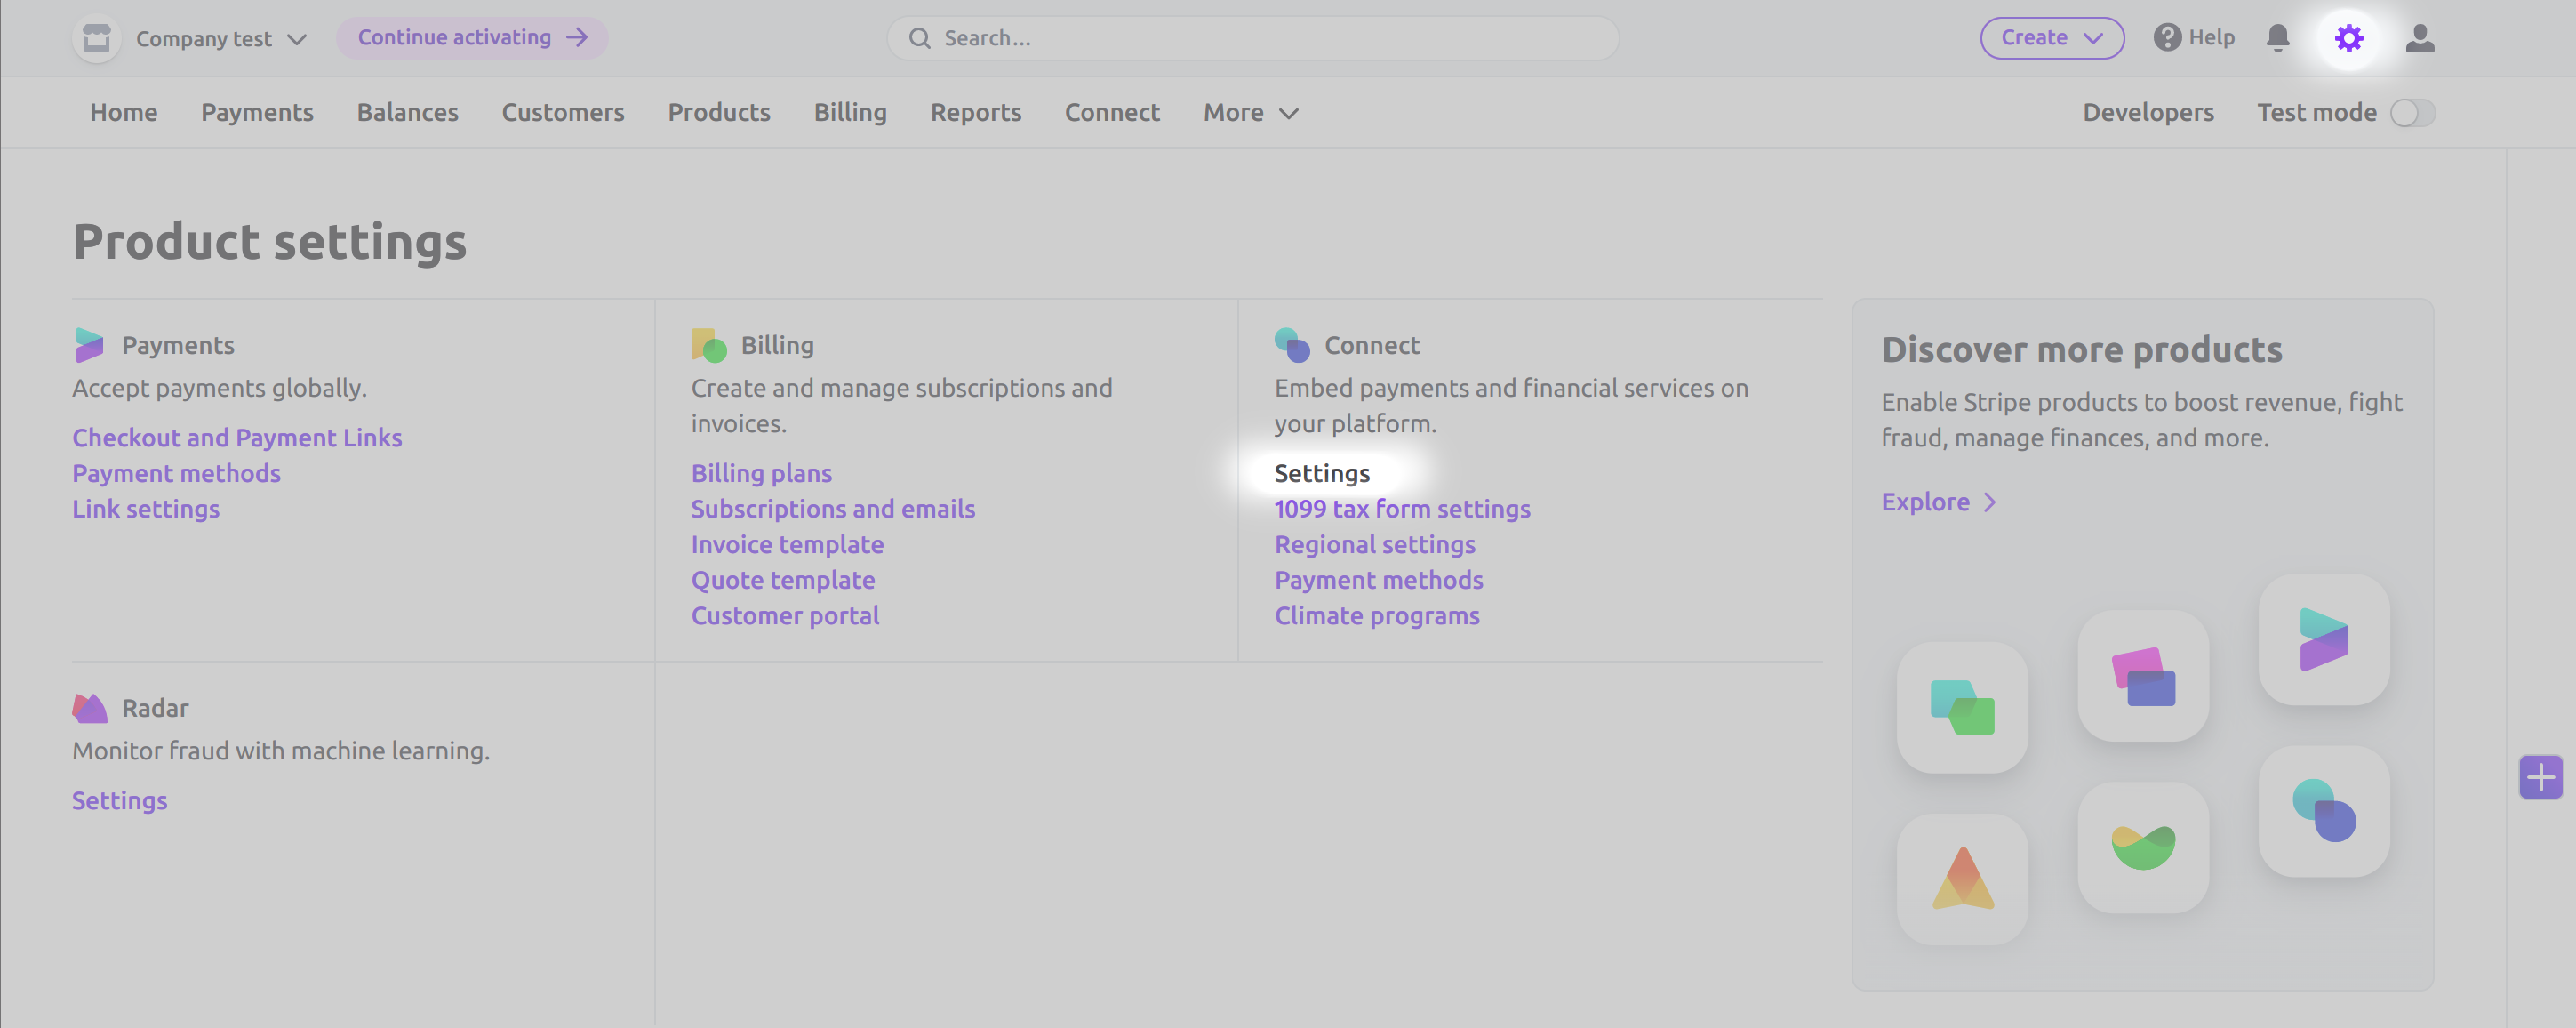 Company test
Continue activating
Search...
Create
Help
Home Payments Balances Customers Products Billing Reports Connect More
Developers
Test mode
Product settings
Payments
Accept payments globally.
Checkout and Payment Links
Payment methods
Link settings
Billing
Create and manage subscriptions and
invoices.
Billing plans
Subscriptions and emails
Invoice template
Quote template
Customer portal
Connect
Embed payments and financial services on
your platform.
Settings
1099 tax form settings
Regional settings
Payment methods
Climate programs
Discover more products
Enable Stripe products to boost revenue, fight
fraud, manage finances, and more.
Explore
Radar
Monitor fraud with machine learning.
Settings